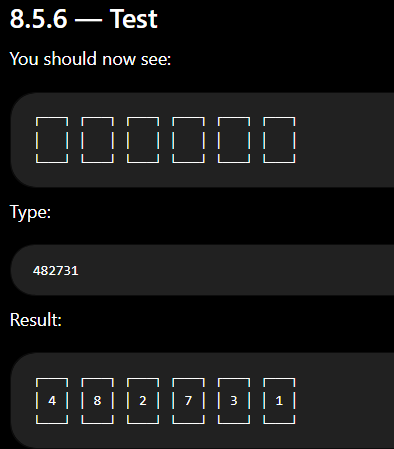 8.5.6 — Test
You should now see:
┌───┐ ┌───┐ ┌───┐ ┌───┐ ┌───┐ ┌───┐
│   │ │   │ │   │ │   │ │   │ │   │
└───┘ └───┘ └───┘ └───┘ └───┘ └───┘
Type:
482731
Result:
┌───┐ ┌───┐ ┌───┐ ┌───┐ ┌───┐ ┌───┐
│ 4 │ │ 8 │ │ 2 │ │ 7 │ │ 3 │ │ 1 │
└───┘ └───┘ └───┘ └───┘ └───┘ └───┘